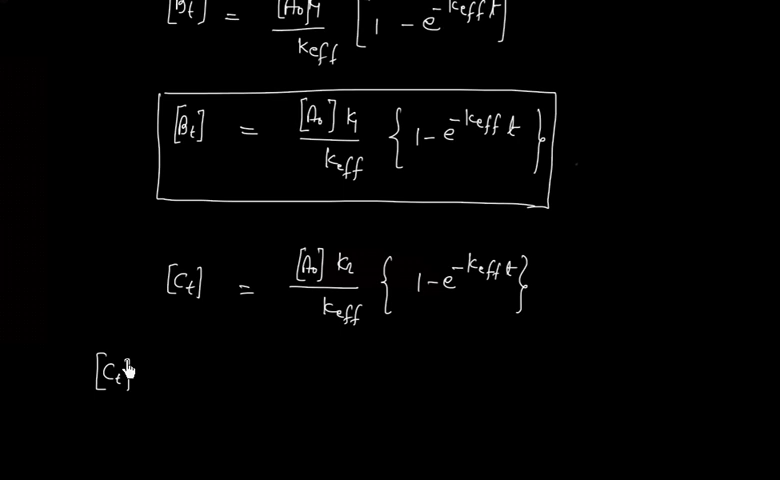 [Bt] = [A0]k1 / keff [1 - e^-keff t]
[Bt] = [A0] k1 / keff { 1 - e^-keff t }
[Ct] = [A0] k2 / keff { 1 - e^-keff t }
[Ct]